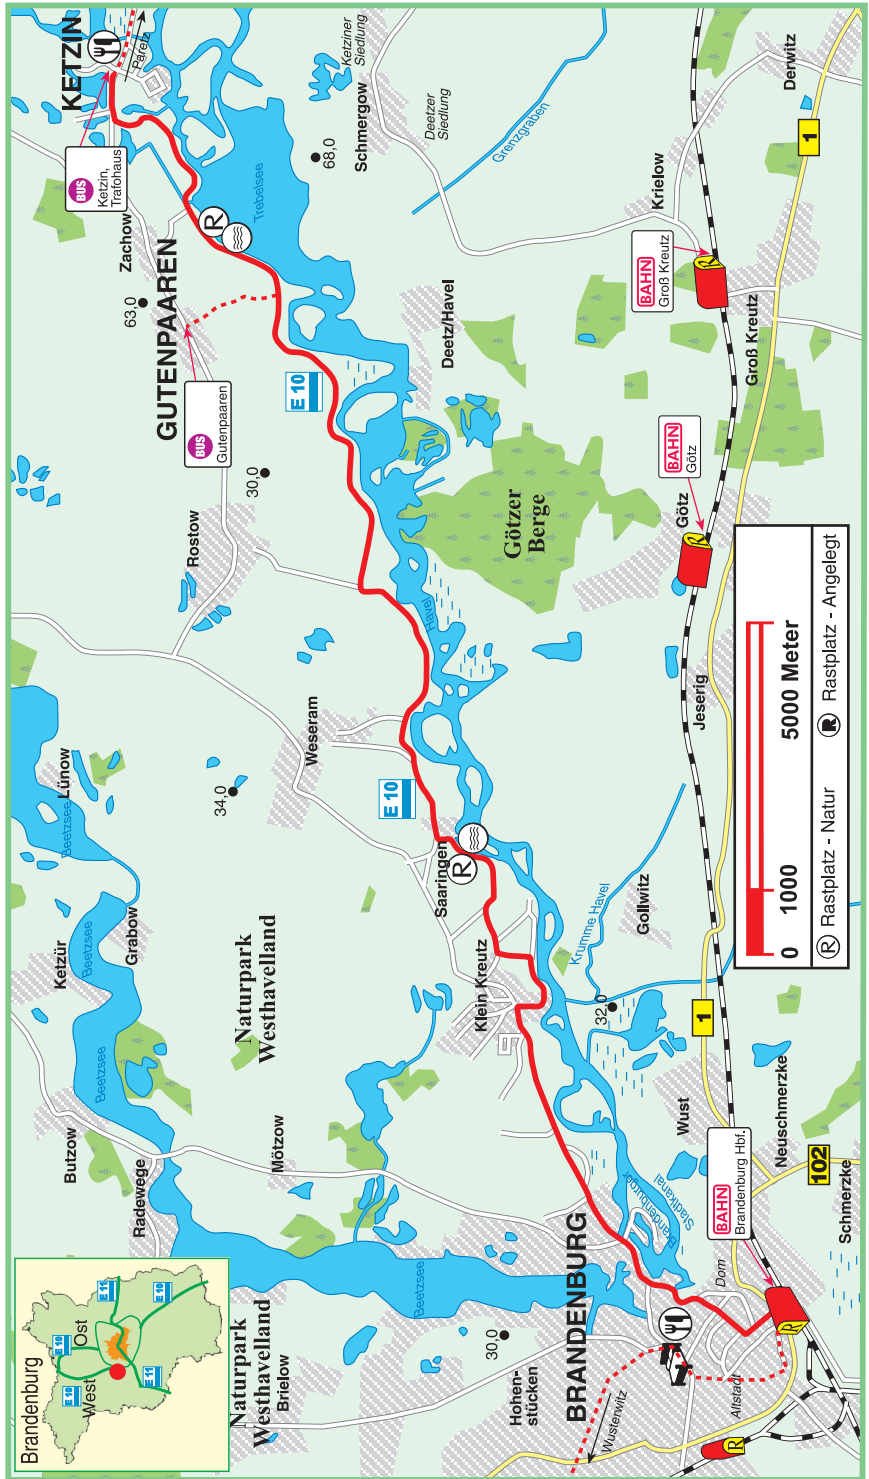 KETZIN
Paretz
BUS
Ketzin,
Trafohaus
Zachow
GUTENPAAREN
63,0
BUS
Gutenpaaren
R
Trebelsee
68,0
Ketziner
Siedlung
Schmergow
Deetzer
Siedlung
Grenzgraben
Derwitz
1
Krielow
BAHN
Groß Kreutz
R
Groß Kreutz
Deetz/Havel
E 10
30,0
Rostow
Götzer
Berge
BAHN
Götz
Götz
R
Havel
Jeserig
Weseram
34,0
E 10
Lünow
Beetzsee
Saaringen
R
Ketzür
Beetzsee
Grabow
Naturpark
Westhavelland
Klein Kreutz
Krumme Havel
Gollwitz
32,0
1
Beetzsee
Butzow
Radewege
Mötzow
Wust
Neuschmerzke
102
Schmerzke
BAHN
Brandenburg Hbf.
Brandenburger
Stadtkanal
BRANDENBURG
Dom
R
Beetzsee
30,0
Hohen-
stücken
Altstadt
Wusterwitz
R
Naturpark
Westhavelland
Brielow
Brandenburg
E 10
E 10
West
Ost
E 11
E 10
E 11
0 1000 5000 Meter
R Rastplatz - Natur R Rastplatz - Angelegt